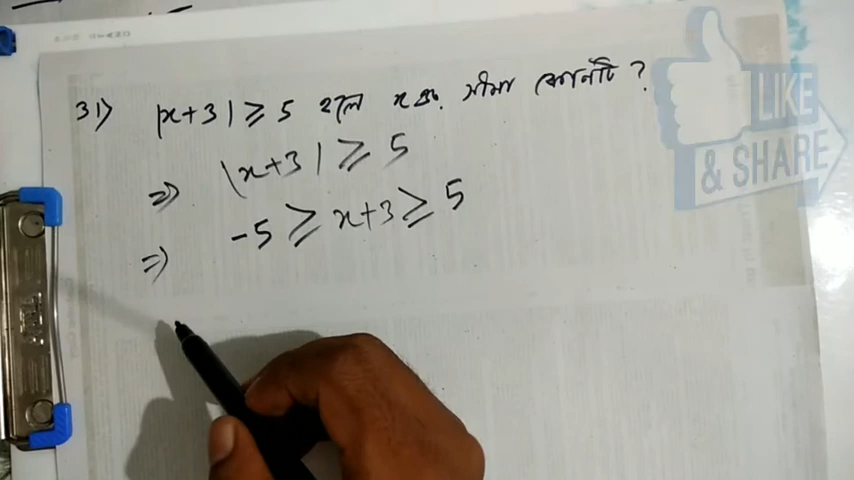 31) |x+3| ≥ 5 হলে x এর সীমা কোনটি ?
⇒ |x+3| ≥ 5
⇒ -5 ≥ x+3 ≥ 5
LIKE
& SHARE